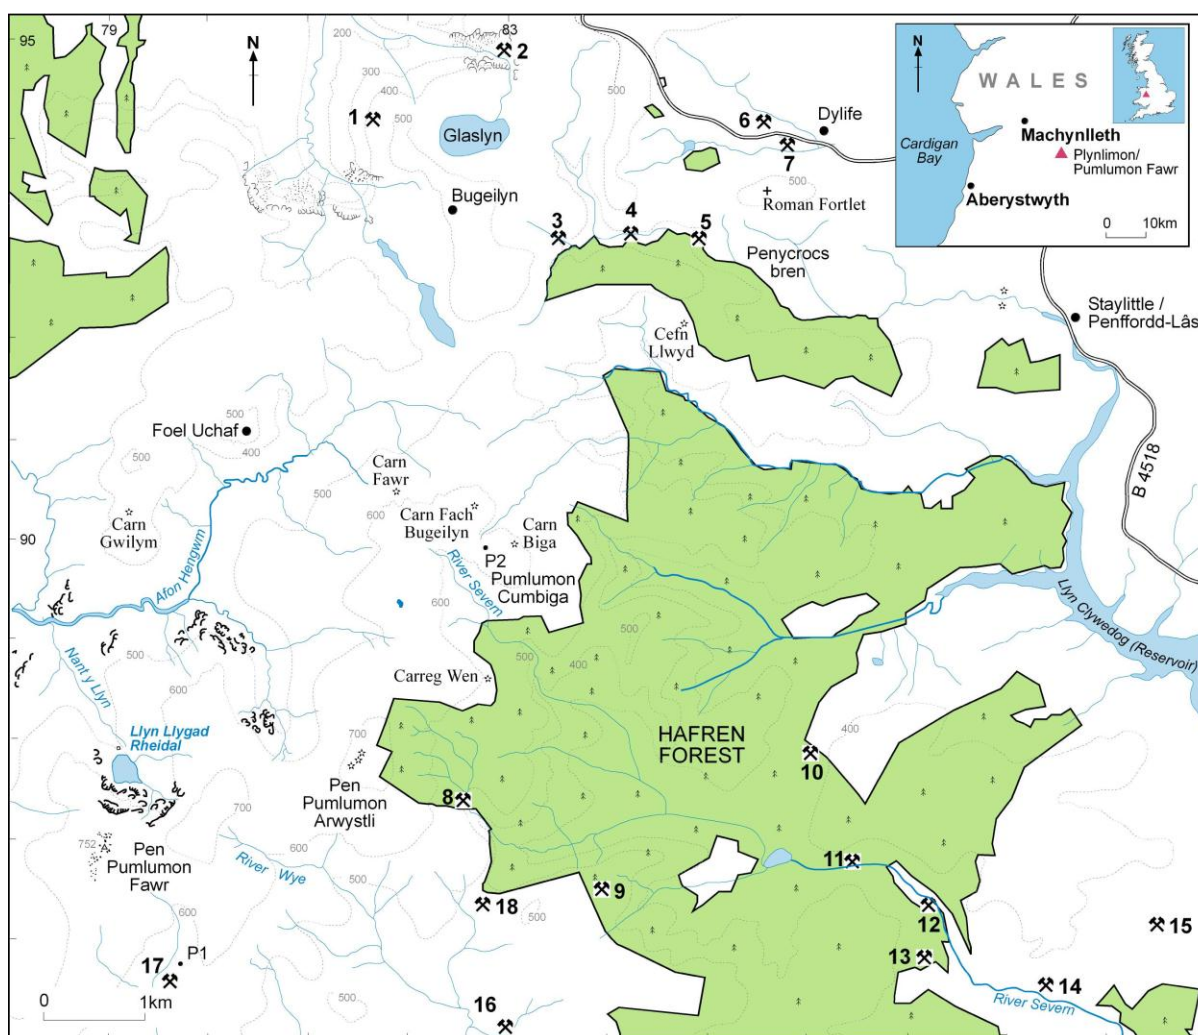 79
83
95
N
200
300
400
500
1
2
Glaslyn
500
6
Dylife
7
500
Roman Fortlet
Bugeilyn
3
4
5
Penycrocs
bren
N
WALES
Machynlleth
Cardigan
Bay
Plynlimon/
Pumlumon Fawr
Aberystwyth
0
10km
Staylittle /
Penffordd-Lâs
Cefn
Llwyd
500
Foel Uchaf
400
500
500
Carn
Fawr
600
Carn Fach
Bugeilyn
Carn
Biga
Carn
Gwilym
90
P2
Pumlumon
Cumbiga
River Severn
Afon Hengwm
B 4518
600
500
600
500
500
400
Nant y Llyn
Carreg Wen
Llyn Clywedog (Reservoir)
Llyn Llygad
Rheidal
700
HAFREN
FOREST
400
10
Pen
Pumlumon
Arwystli
8
700
752
Pen
Pumlumon
Fawr
600
River Wye
500
11
9
18
500
12
15
600
P1
17
13
14
0
1km
500
16
River Severn